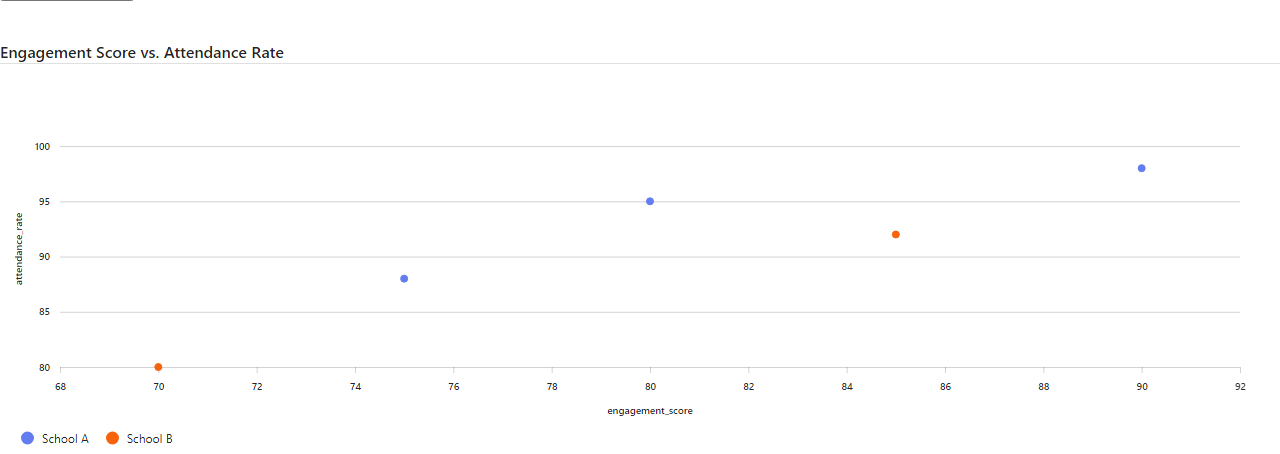 Engagement Score vs. Attendance Rate
100
95
90
85
80
attendance_rate
68 70 72 74 76 78 80 82 84 86 88 90 92
engagement_score
School A School B